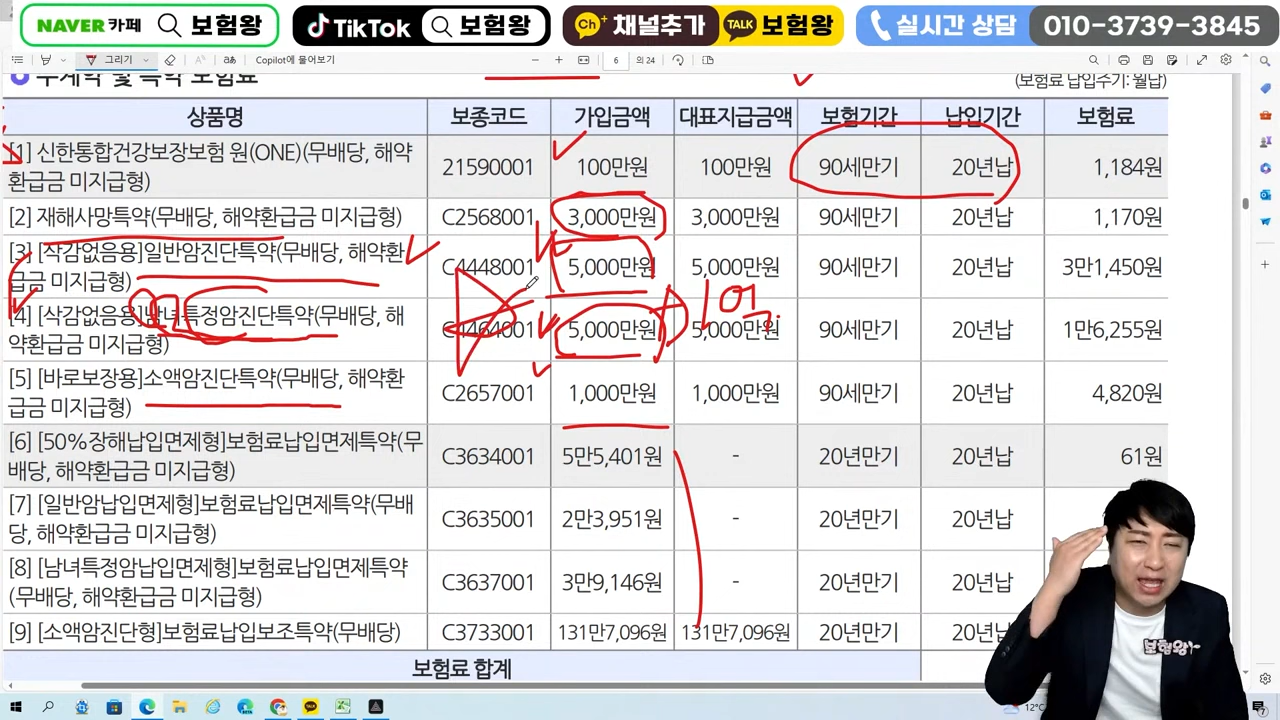 NAVER 카페 보험왕
TikTok 보험왕
Ch+ 채널추가 TALK 보험왕
실시간 상담 010-3739-3845
그리기
가あ
Copilot에 물어보기
6 의 24
주계약 및 특약 보험료
(보험료 납입주기: 월납)
상품명 보종코드 가입금액 대표지급금액 보험기간 납입기간 보험료
[1] 신한통합건강보장보험 원(ONE)(무배당, 해약
환급금 미지급형)
21590001 100만원 100만원 90세만기 20년납 1,184원
[2] 재해사망특약(무배당, 해약환급금 미지급형) C2568001 3,000만원 3,000만원 90세만기 20년납 1,170원
[3] [삭감없음용]일반암진단특약(무배당, 해약환
급금 미지급형)
C4448001 5,000만원 5,000만원 90세만기 20년납 3만1,450원
[4] [삭감없음용]남녀특정암진단특약(무배당, 해
약환급금 미지급형)
C4464001 5,000만원 5,000만원 90세만기 20년납 1만6,255원
1억
[5] [바로보장용]소액암진단특약(무배당, 해약환
급금 미지급형)
C2657001 1,000만원 1,000만원 90세만기 20년납 4,820원
[6] [50%장해납입면제형]보험료납입면제특약(무
배당, 해약환급금 미지급형)
C3634001 5만5,401원 - 20년만기 20년납 61원
[7] [일반암납입면제형]보험료납입면제특약(무배
당, 해약환급금 미지급형)
C3635001 2만3,951원 - 20년만기 20년납
[8] [남녀특정암납입면제형]보험료납입면제특약
(무배당, 해약환급금 미지급형)
C3637001 3만9,146원 - 20년만기 20년납
[9] [소액암진단형]보험료납입보조특약(무배당) C3733001 131만7,096원 131만7,096원 20년만기 20년납
보험료 합계
보험왕
12°C